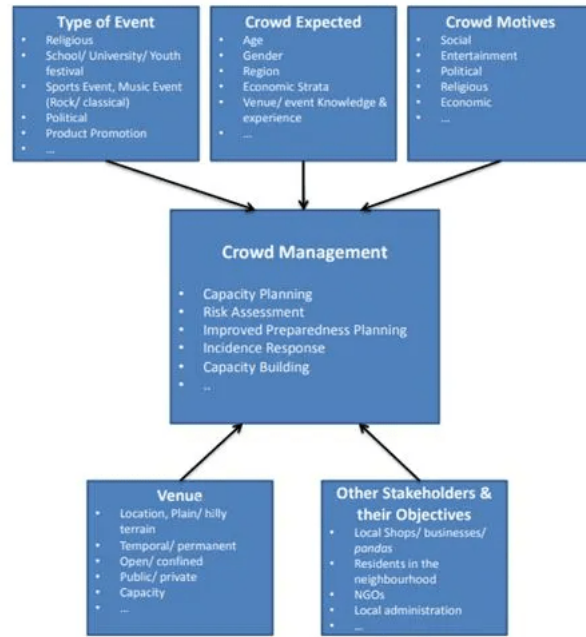 Type of Event
• Religious
• School/ University/ Youth
festival
• Sports Event, Music Event
(Rock/ classical)
• Political
• Product Promotion
• ...
Crowd Expected
• Age
• Gender
• Region
• Economic Strata
• Venue/ event Knowledge &
experience
• ...
Crowd Motives
• Social
• Entertainment
• Political
• Religious
• Economic
• ...
Crowd Management
• Capacity Planning
• Risk Assessment
• Improved Preparedness Planning
• Incidence Response
• Capacity Building
• ..
Venue
• Location, Plain/ hilly
terrain
• Temporal/ permanent
• Open/ confined
• Public/ private
• Capacity
• ...
Other Stakeholders &
their Objectives
• Local Shops/ businesses/
pandas
• Residents in the
neighbourhood
• NGOs
• Local administration
• ...